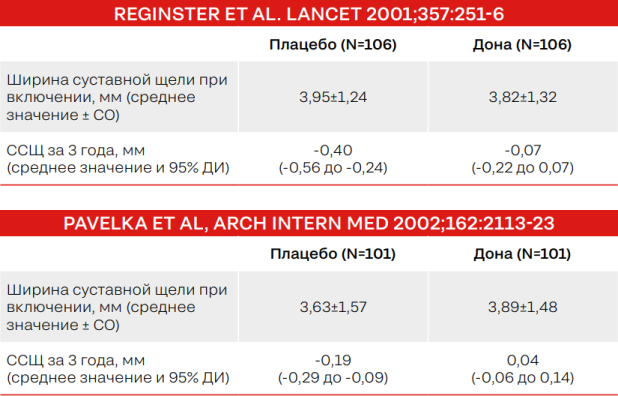 REGINSTER ET AL. LANCET 2001;357:251-6
Плацебо (N=106) Дона (N=106)
Ширина суставной щели при
включении, мм (среднее
значение ± СО)
3,95±1,24 3,82±1,32
ССЩ за 3 года, мм
(среднее значение и 95% ДИ)
-0,40
(-0,56 до -0,24)
-0,07
(-0,22 до 0,07)
PAVELKA ET AL, ARCH INTERN MED 2002;162:2113-23
Плацебо (N=101) Дона (N=101)
Ширина суставной щели при
включении, мм (среднее
значение ± СО)
3,63±1,57 3,89±1,48
ССЩ за 3 года, мм
(среднее значение и 95% ДИ)
-0,19
(-0,29 до -0,09)
0,04
(-0,06 до 0,14)